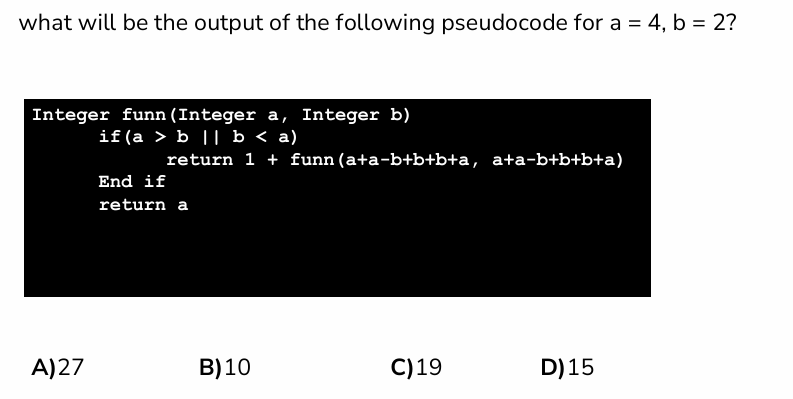 what will be the output of the following pseudocode for a = 4, b = 2?
Integer funn(Integer a, Integer b)
if(a > b || b < a)
return 1 + funn(a+a-b+b+b+a, a+a-b+b+b+a)
End if
return a
A)27 B)10 C)19 D)15